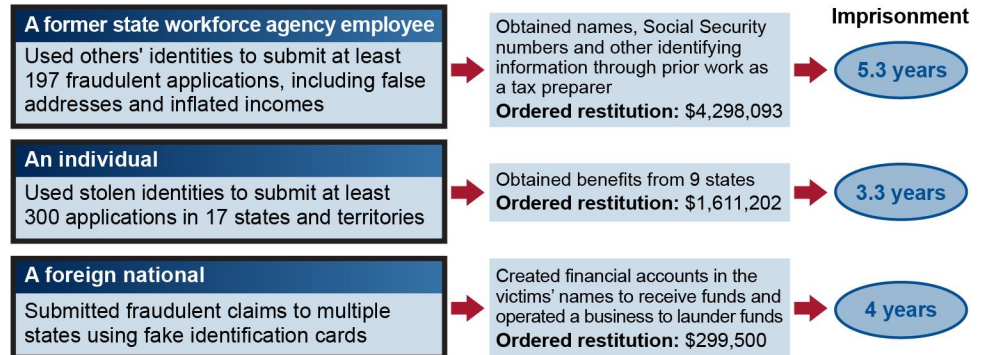 Imprisonment
A former state workforce agency employee
Used others' identities to submit at least
197 fraudulent applications, including false
addresses and inflated incomes
Obtained names, Social Security
numbers and other identifying
information through prior work as
a tax preparer
Ordered restitution: $4,298,093
5.3 years
An individual
Used stolen identities to submit at least
300 applications in 17 states and territories
Obtained benefits from 9 states
Ordered restitution: $1,611,202
3.3 years
A foreign national
Submitted fraudulent claims to multiple
states using fake identification cards
Created financial accounts in the
victims’ names to receive funds and
operated a business to launder funds
Ordered restitution: $299,500
4 years